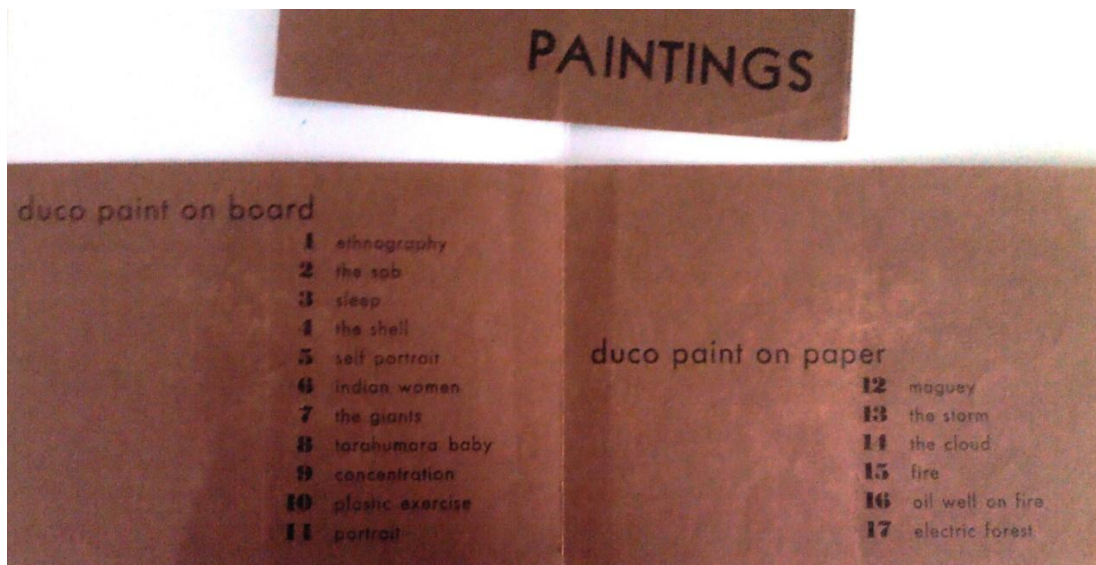 PAINTINGS
duco paint on board
1 ethnography
2 the sob
3 sleep
4 the shell
5 self portrait
6 indian women
7 the giants
8 tarahumara baby
9 concentration
10 plastic exercise
11 portrait
duco paint on paper
12 maguey
13 the storm
14 the cloud
15 fire
16 oil well on fire
17 electric forest